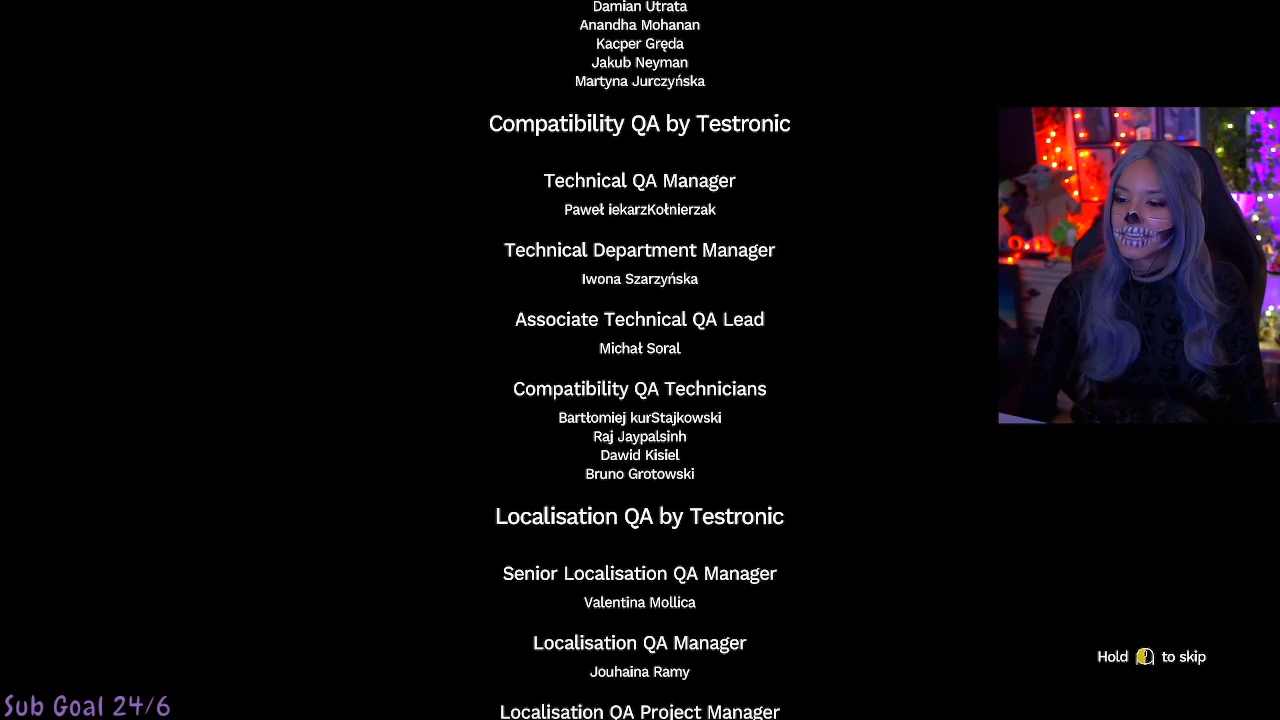 Damian Utrata
Anandha Mohanan
Kacper Gręda
Jakub Neyman
Martyna Jurczyńska
Compatibility QA by Testronic
Technical QA Manager
Paweł iekarzKołnierzak
Technical Department Manager
Iwona Szarzyńska
Associate Technical QA Lead
Michał Soral
Compatibility QA Technicians
Bartłomiej kurStajkowski
Raj Jaypalsinh
Dawid Kisiel
Bruno Grotowski
Localisation QA by Testronic
Senior Localisation QA Manager
Valentina Mollica
Localisation QA Manager
Jouhaina Ramy
Hold to skip
Localisation QA Project Manager
Sub Goal 24/6